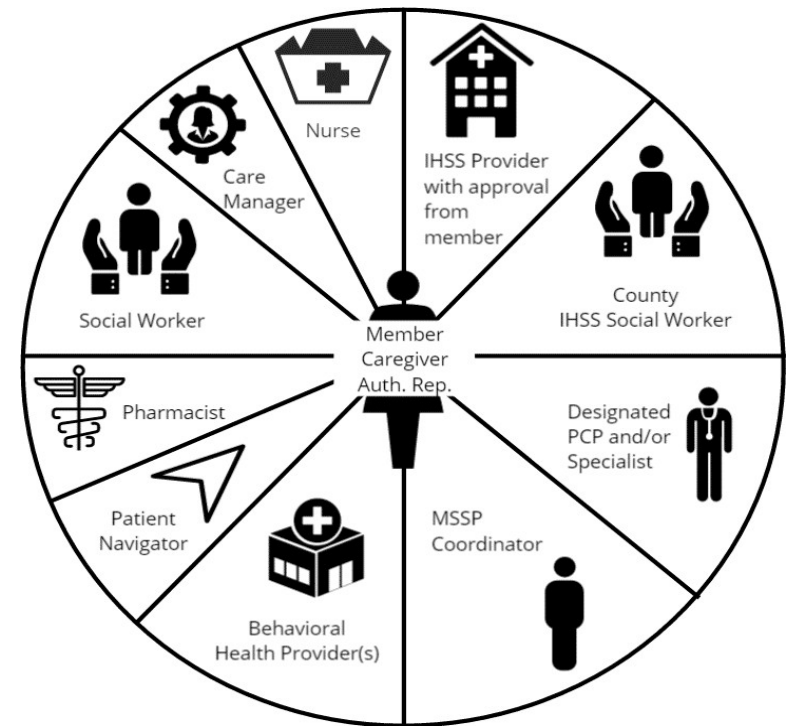 Nurse
IHSS Provider
with approval
from
member
County
IHSS Social Worker
Designated
PCP and/or
Specialist
MSSP
Coordinator
Behavioral
Health Provider(s)
Patient
Navigator
Pharmacist
Social Worker
Care
Manager
Member
Caregiver
Auth. Rep.